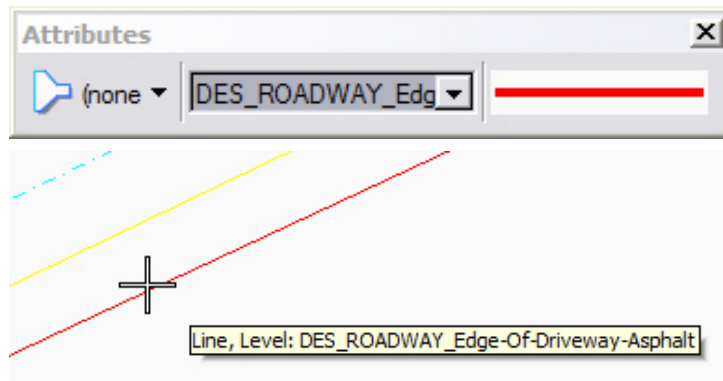 Attributes
(none
DES_ROADWAY_Edg
Line, Level: DES_ROADWAY_Edge-Of-Driveway-Asphalt